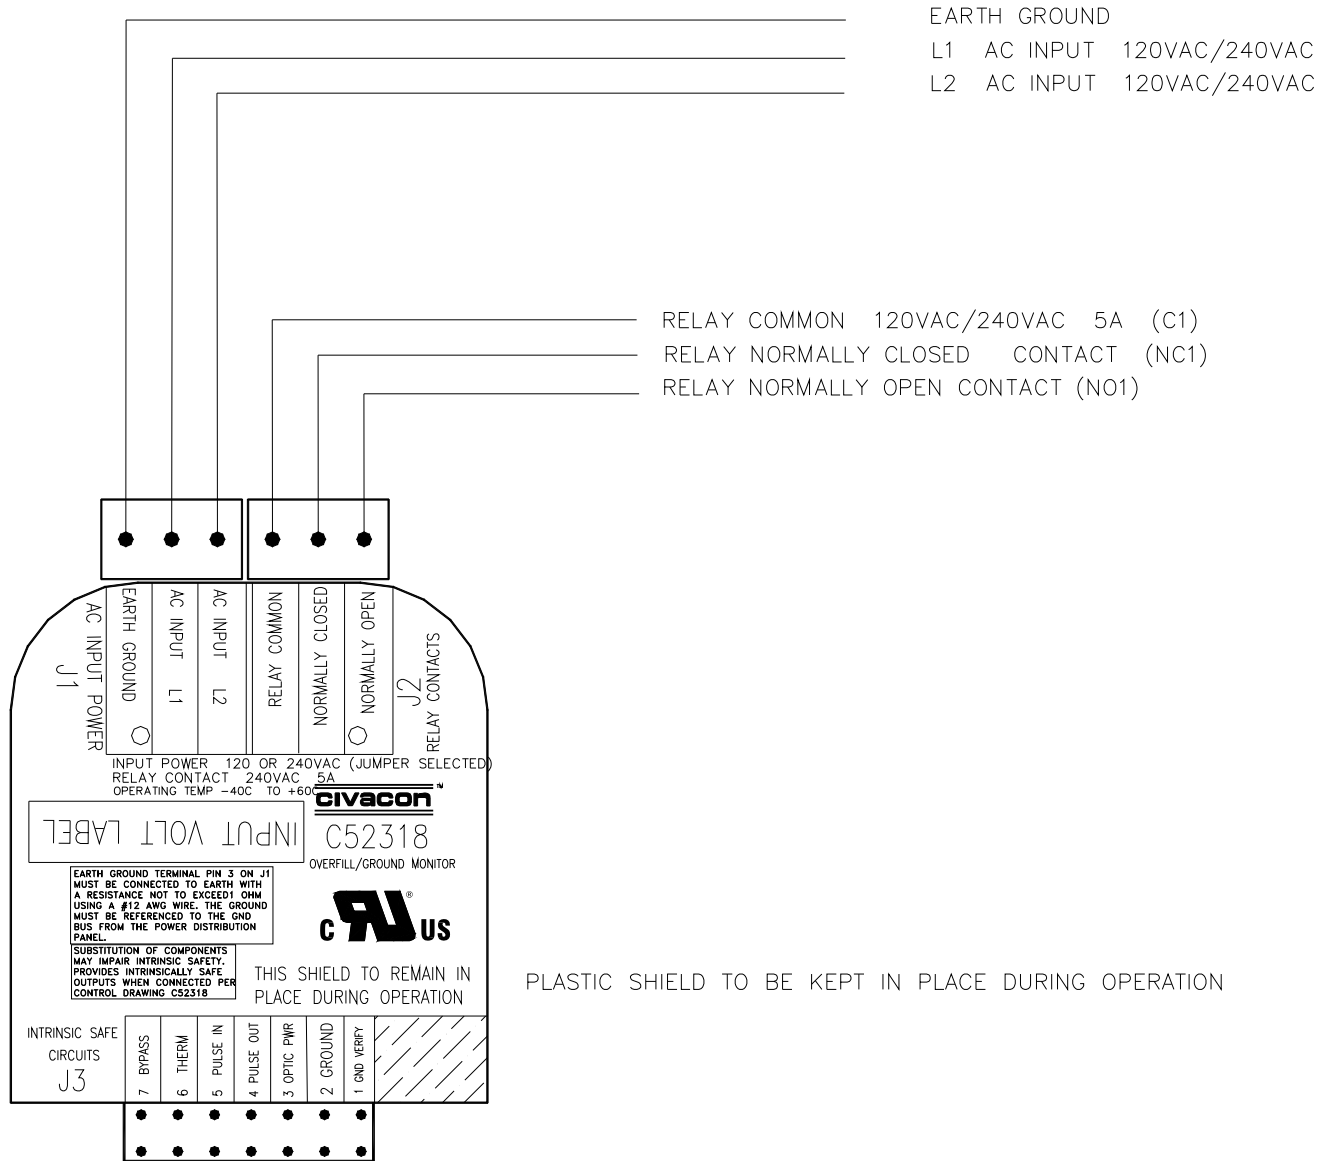 EARTH GROUND
L1 AC INPUT 120VAC/240VAC
L2 AC INPUT 120VAC/240VAC
RELAY COMMON 120VAC/240VAC 5A (C1)
RELAY NORMALLY CLOSED CONTACT (NC1)
RELAY NORMALLY OPEN CONTACT (NO1)
J1
AC INPUT POWER
EARTH GROUND
AC INPUT L1
AC INPUT L2
RELAY COMMON
NORMALLY CLOSED
NORMALLY OPEN
J2
RELAY CONTACTS
INPUT POWER 120 OR 240VAC (JUMPER SELECTED)
RELAY CONTACT 240VAC 5A
OPERATING TEMP -40C TO +60C
civacon ™
INPUT VOLT LABEL
C52318
OVERFILL/GROUND MONITOR
EARTH GROUND TERMINAL PIN 3 ON J1
MUST BE CONNECTED TO EARTH WITH
A RESISTANCE NOT TO EXCEED1 OHM
USING A #12 AWG WIRE. THE GROUND
MUST BE REFERENCED TO THE GND
BUS FROM THE POWER DISTRIBUTION
PANEL.
C RU ® US
SUBSTITUTION OF COMPONENTS
MAY IMPAIR INTRINSIC SAFETY.
PROVIDES INTRINSICALLY SAFE
OUTPUTS WHEN CONNECTED PER
CONTROL DRAWING C52318
THIS SHIELD TO REMAIN IN
PLACE DURING OPERATION
PLASTIC SHIELD TO BE KEPT IN PLACE DURING OPERATION
INTRINSIC SAFE
CIRCUITS
J3
7 BYPASS
6 THERM
5 PULSE IN
4 PULSE OUT
3 OPTIC PWR
2 GROUND
1 GND VERIFY